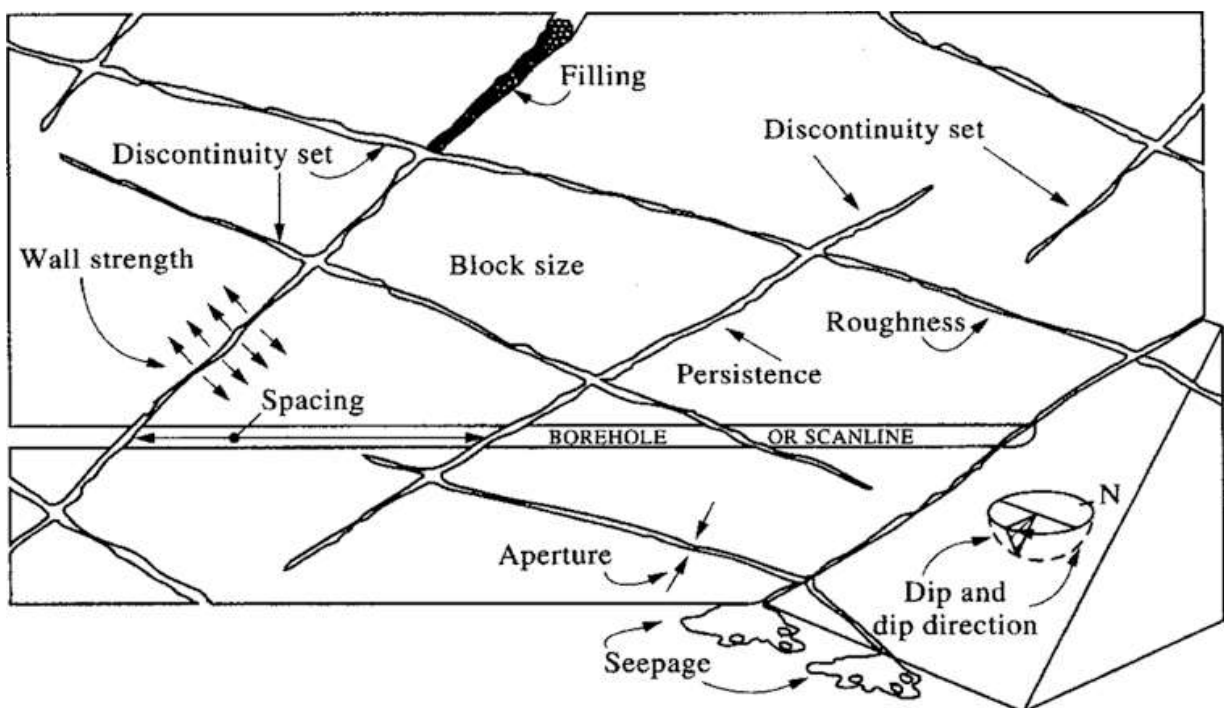 Filling
Discontinuity set
Discontinuity set
Wall strength
Block size
Roughness
Persistence
Spacing
BOREHOLE OR SCANLINE
N
Aperture
Dip and
dip direction
Seepage